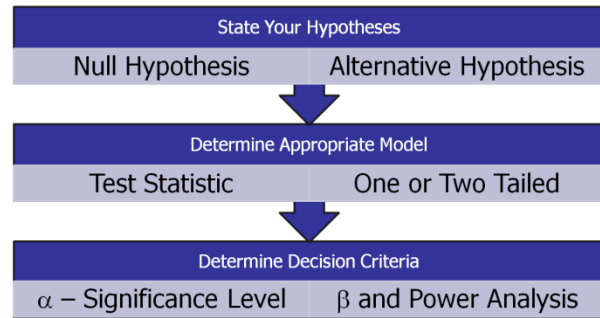 State Your Hypotheses
Null Hypothesis Alternative Hypothesis
Determine Appropriate Model
Test Statistic One or Two Tailed
Determine Decision Criteria
α – Significance Level β and Power Analysis